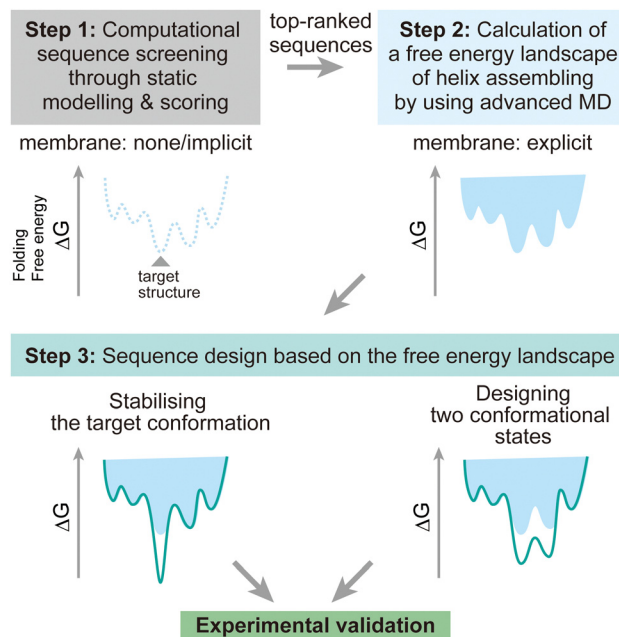 Step 1: Computational
sequence screening
through static
modelling & scoring
top-ranked
sequences
Step 2: Calculation of
a free energy landscape
of helix assembling
by using advanced MD
membrane: none/implicit
membrane: explicit
Folding
Free energy
ΔG
target
structure
ΔG
Step 3: Sequence design based on the free energy landscape
Stabilising
the target conformation
Designing
two conformational
states
ΔG
ΔG
Experimental validation